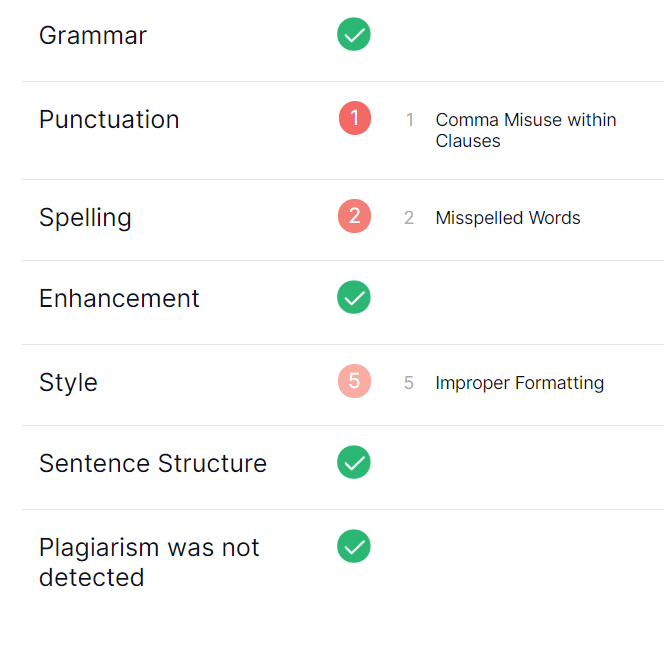 Grammar
Punctuation 1 1 Comma Misuse within
Clauses
Spelling 2 2 Misspelled Words
Enhancement
Style 5 5 Improper Formatting
Sentence Structure
Plagiarism was not
detected